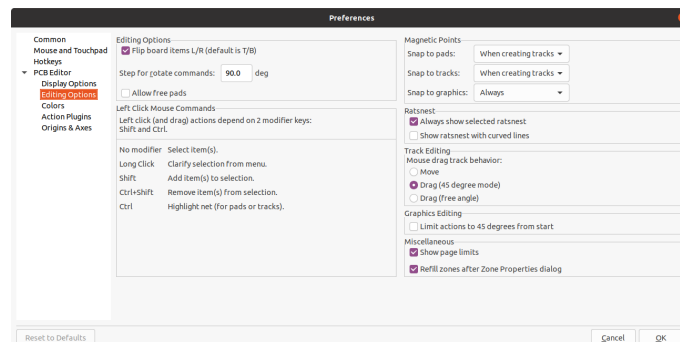 Preferences
Common
Mouse and Touchpad
Hotkeys
PCB Editor
Display Options
Editing Options
Colors
Action Plugins
Origins & Axes
Editing Options
Flip board items L/R (default is T/B)
Step for rotate commands: 90.0 deg
Allow free pads
Left Click Mouse Commands
Left click (and drag) actions depend on 2 modifier keys:
Shift and Ctrl.
No modifier Select item(s).
Long Click Clarify selection from menu.
Shift Add item(s) to selection.
Ctrl+Shift Remove item(s) from selection.
Ctrl Highlight net (for pads or tracks).
Magnetic Points
Snap to pads: When creating tracks
Snap to tracks: When creating tracks
Snap to graphics: Always
Ratsnest
Always show selected ratsnest
Show ratsnest with curved lines
Track Editing
Mouse drag track behavior:
Move
Drag (45 degree mode)
Drag (free angle)
Graphics Editing
Limit actions to 45 degrees from start
Miscellaneous
Show page limits
Refill zones after Zone Properties dialog
Reset to Defaults
Cancel
OK